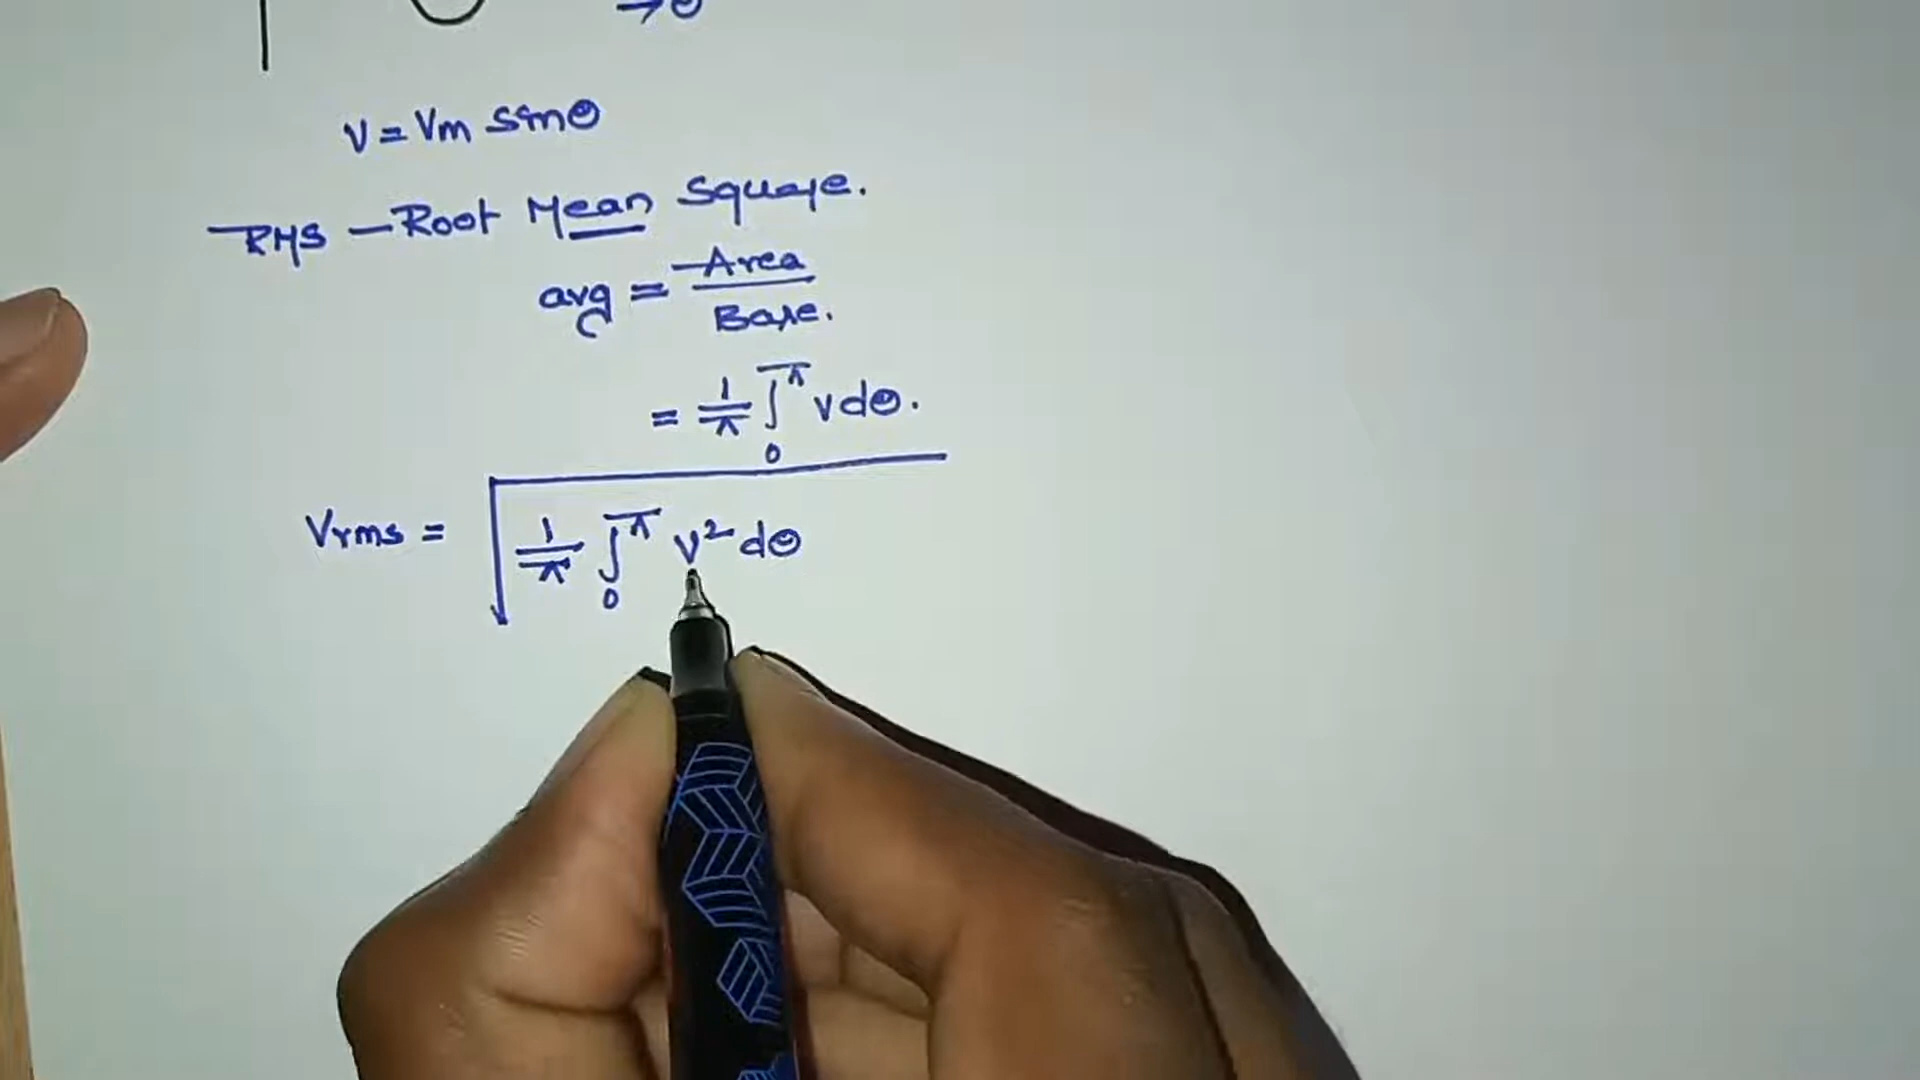 →θ
V = Vm sinθ
RMS – Root Mean Square.
avg = Area / Base.
= 1/π ∫₀^π v dθ.
Vrms = √(1/π ∫₀^π v² dθ)